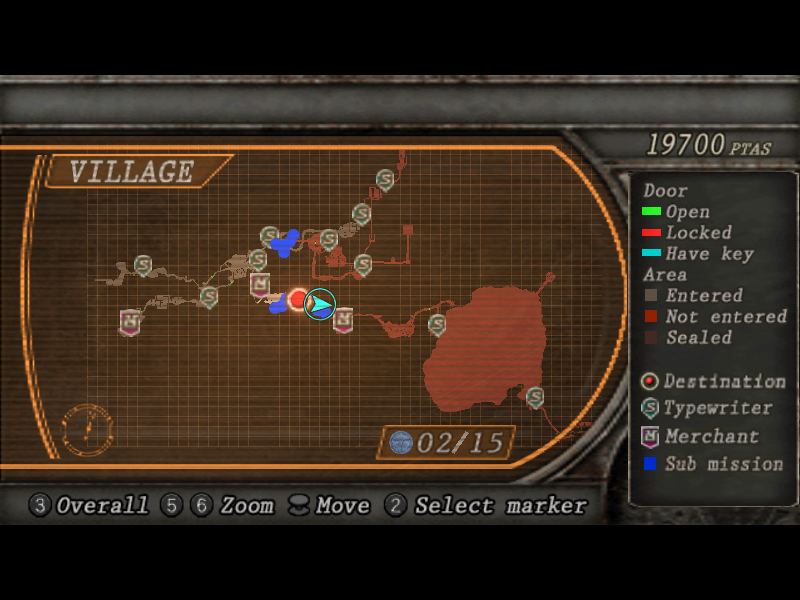 VILLAGE
19700 PTAS
Door
Open
Locked
Have key
Area
Entered
Not entered
Sealed
Destination
S Typewriter
M Merchant
Sub mission
02/15
3 Overall 5 6 Zoom Move 2 Select marker